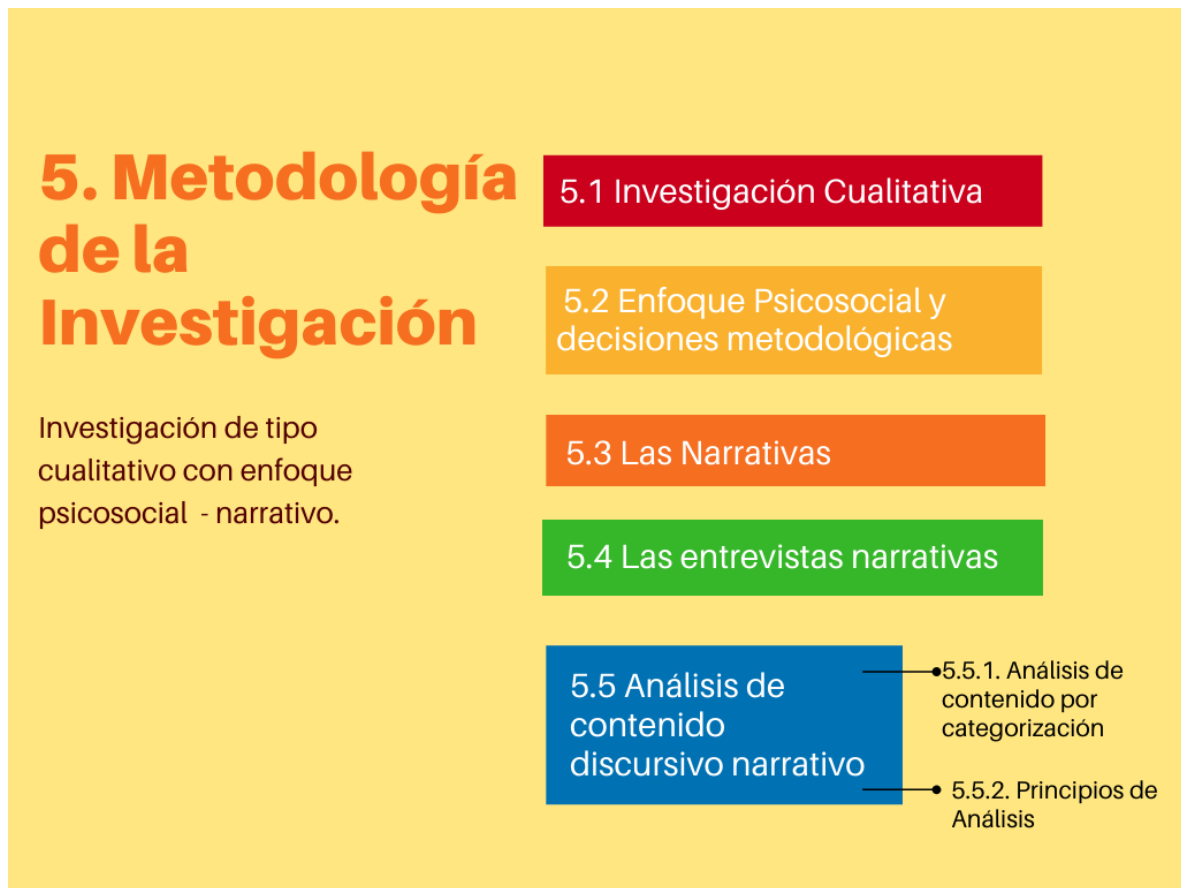 5. Metodología
de la
Investigación
Investigación de tipo
cualitativo con enfoque
psicosocial  - narrativo.
5.1 Investigación Cualitativa
5.2 Enfoque Psicosocial y
decisiones metodológicas
5.3 Las Narrativas
5.4 Las entrevistas narrativas
5.5 Análisis de
contenido
discursivo narrativo
5.5.1. Análisis de
contenido por
categorización
5.5.2. Principios de
Análisis